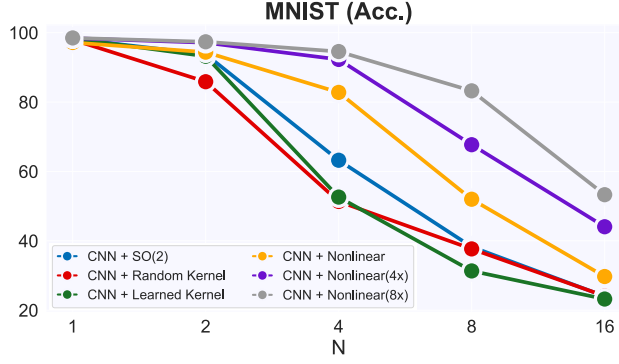 MNIST (Acc.)
100
80
60
40
20
CNN + SO(2)
CNN + Random Kernel
CNN + Learned Kernel
CNN + Nonlinear
CNN + Nonlinear(4x)
CNN + Nonlinear(8x)
1 2 4 8 16
N